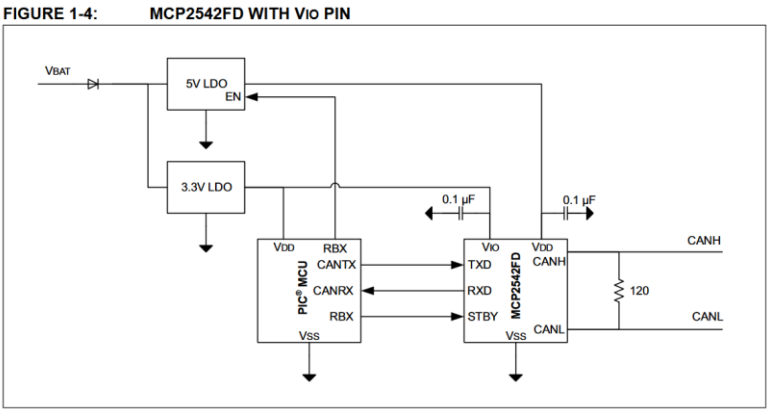 FIGURE 1-4: MCP2542FD WITH VIO PIN
VBAT
5V LDO
EN
3.3V LDO
0.1 µF
0.1 µF
VDD
RBX
CANTX
CANRX
RBX
PIC® MCU
VSS
VIO
VDD
TXD
CANH
RXD
STBY
CANL
MCP2542FD
VSS
CANH
120
CANL